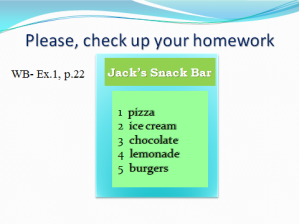 Please, check up your homework
WB- Ex.1, p.22
Jack's Snack Bar
1 pizza
2 ice cream
3 chocolate
4 lemonade
5 burgers